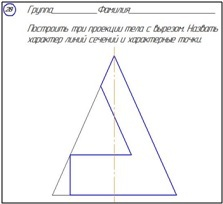 28 Группа Фамилия
Построить три проекции тела с вырезом. Назвать
характер линий сечений и характерные точки.